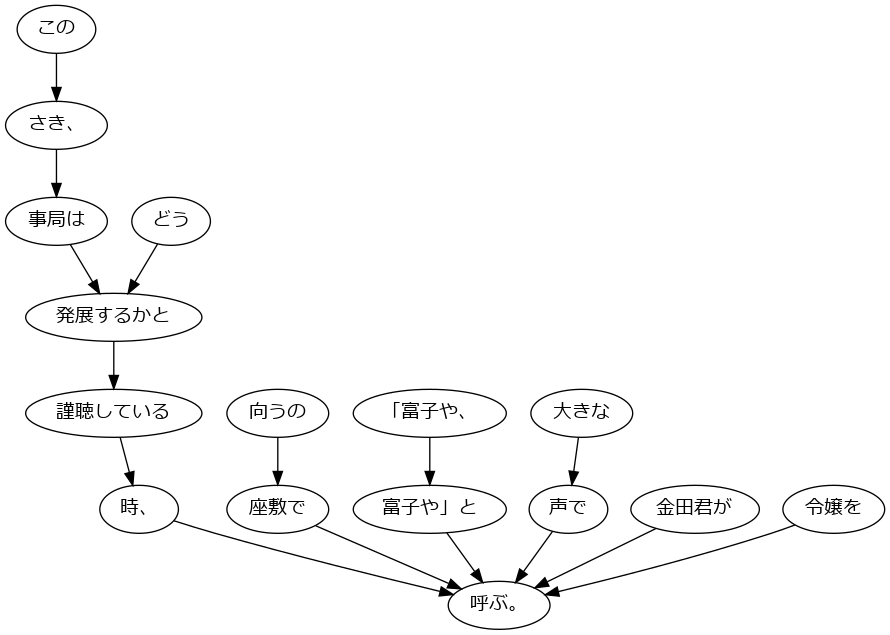 この
さき、
事局は
どう
発展するかと
謹聴している
向うの
「富子や、
大きな
時、
座敷で
富子や」と
声で
金田君が
令嬢を
呼ぶ。